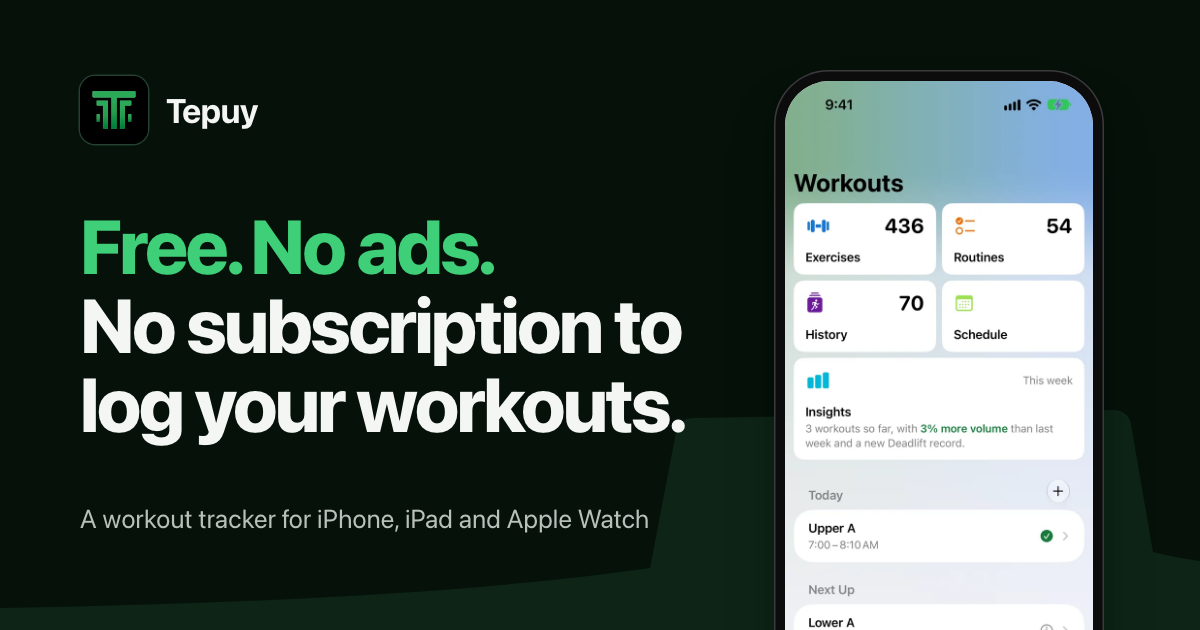 Tepuy
Free. No ads.
No subscription to
log your workouts.
A workout tracker for iPhone, iPad and Apple Watch
9:41
Workouts
436
Exercises
54
Routines
70
History
Schedule
This week
Insights
3 workouts so far, with 3% more volume than last
week and a new Deadlift record.
Today
Upper A
7:00–8:10 AM
Next Up
Lower A